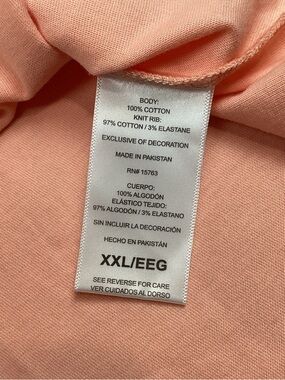 BODY:
100% COTTON
KNIT RIB:
97% COTTON / 3% ELASTANE
EXCLUSIVE OF DECORATION
MADE IN PAKISTAN
RN# 15763
CUERPO:
100% ALGODÓN
ELÁSTICO TEJIDO:
97% ALGODÓN / 3% ELASTANO
SIN INCLUIR LA DECORACIÓN
HECHO EN PAKISTÁN
XXL/EEG
SEE REVERSE FOR CARE
VER CUIDADOS AL DORSO